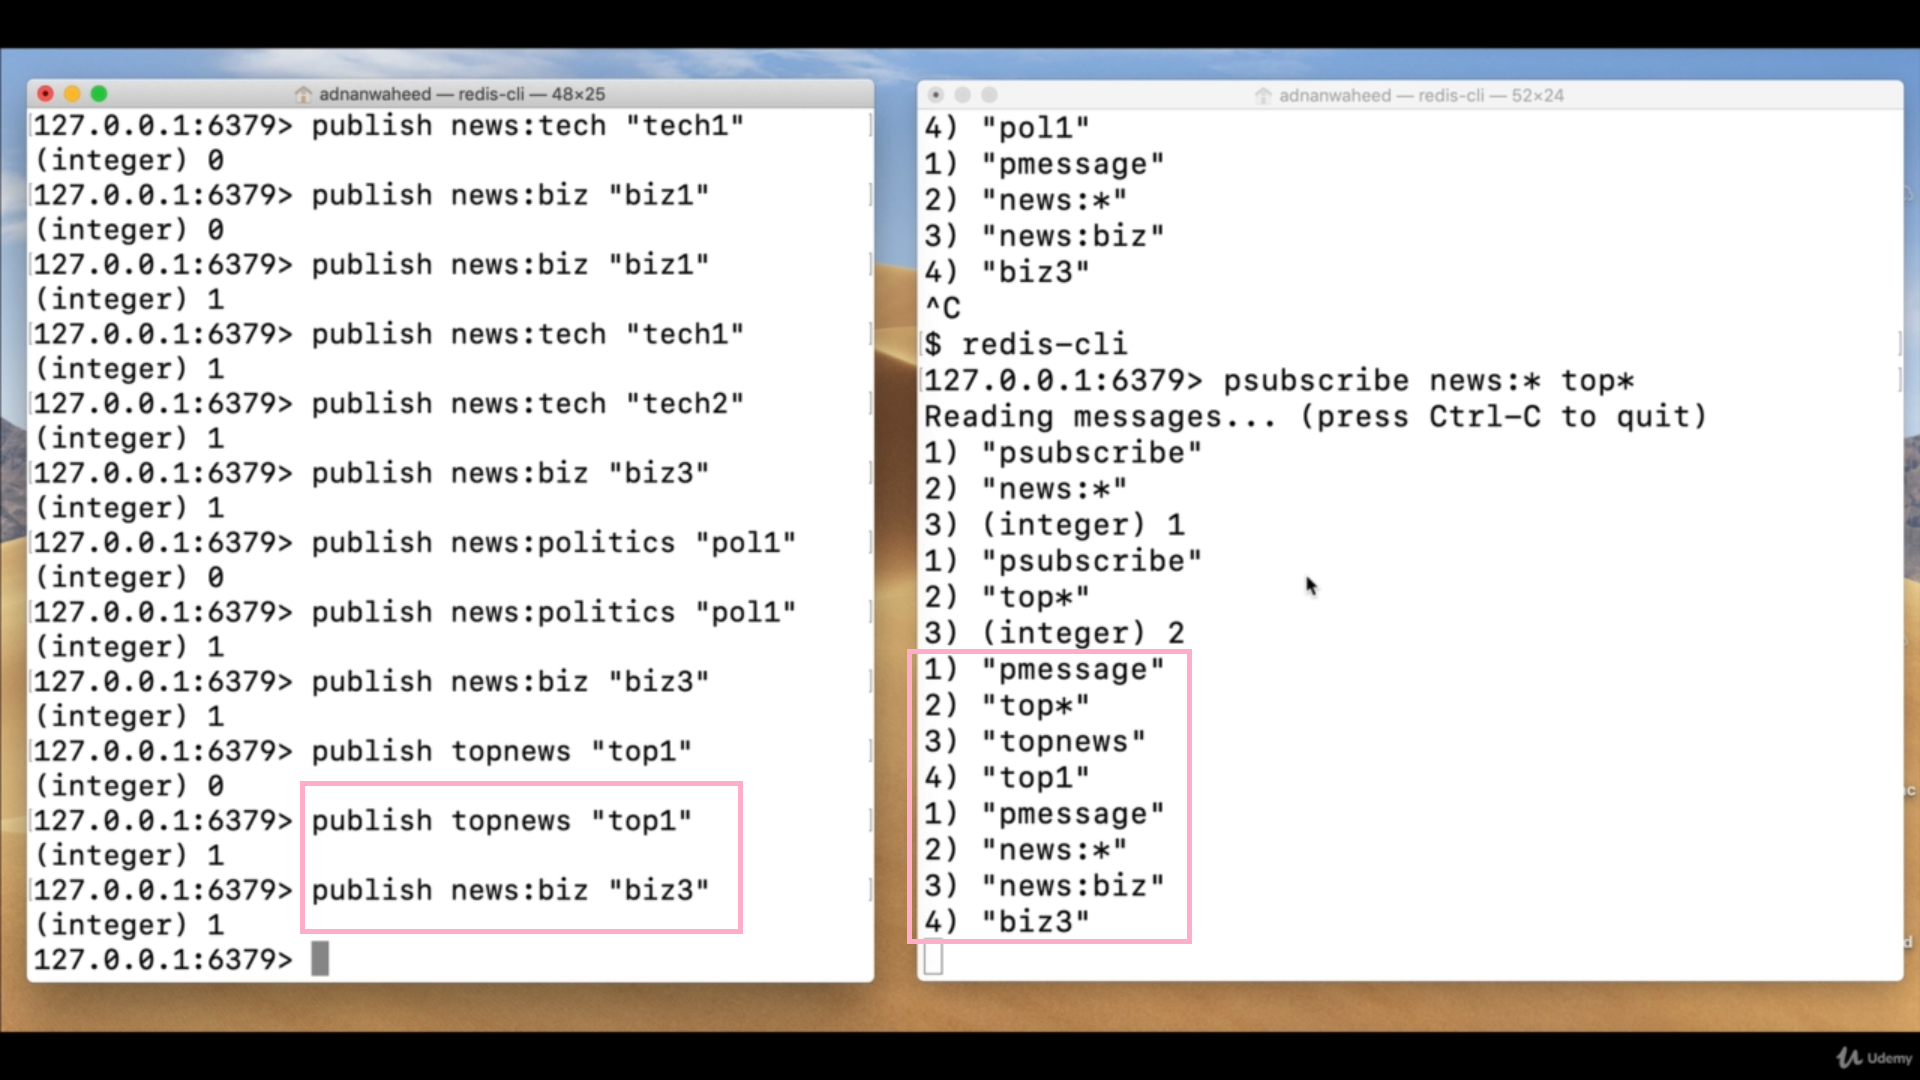 adnanwaheed — redis-cli — 48×25
127.0.0.1:6379> publish news:tech "tech1"
(integer) 0
127.0.0.1:6379> publish news:biz "biz1"
(integer) 0
127.0.0.1:6379> publish news:biz "biz1"
(integer) 1
127.0.0.1:6379> publish news:tech "tech1"
(integer) 1
127.0.0.1:6379> publish news:tech "tech2"
(integer) 1
127.0.0.1:6379> publish news:biz "biz3"
(integer) 1
127.0.0.1:6379> publish news:politics "pol1"
(integer) 0
127.0.0.1:6379> publish news:politics "pol1"
(integer) 1
127.0.0.1:6379> publish news:biz "biz3"
(integer) 1
127.0.0.1:6379> publish topnews "top1"
(integer) 0
127.0.0.1:6379> publish topnews "top1"
(integer) 1
127.0.0.1:6379> publish news:biz "biz3"
(integer) 1
127.0.0.1:6379>
adnanwaheed — redis-cli — 52×24
4) "pol1"
1) "pmessage"
2) "news:*"
3) "news:biz"
4) "biz3"
^C
$ redis-cli
127.0.0.1:6379> psubscribe news:* top*
Reading messages... (press Ctrl-C to quit)
1) "psubscribe"
2) "news:*"
3) (integer) 1
1) "psubscribe"
2) "top*"
3) (integer) 2
1) "pmessage"
2) "top*"
3) "topnews"
4) "top1"
1) "pmessage"
2) "news:*"
3) "news:biz"
4) "biz3"
Udemy